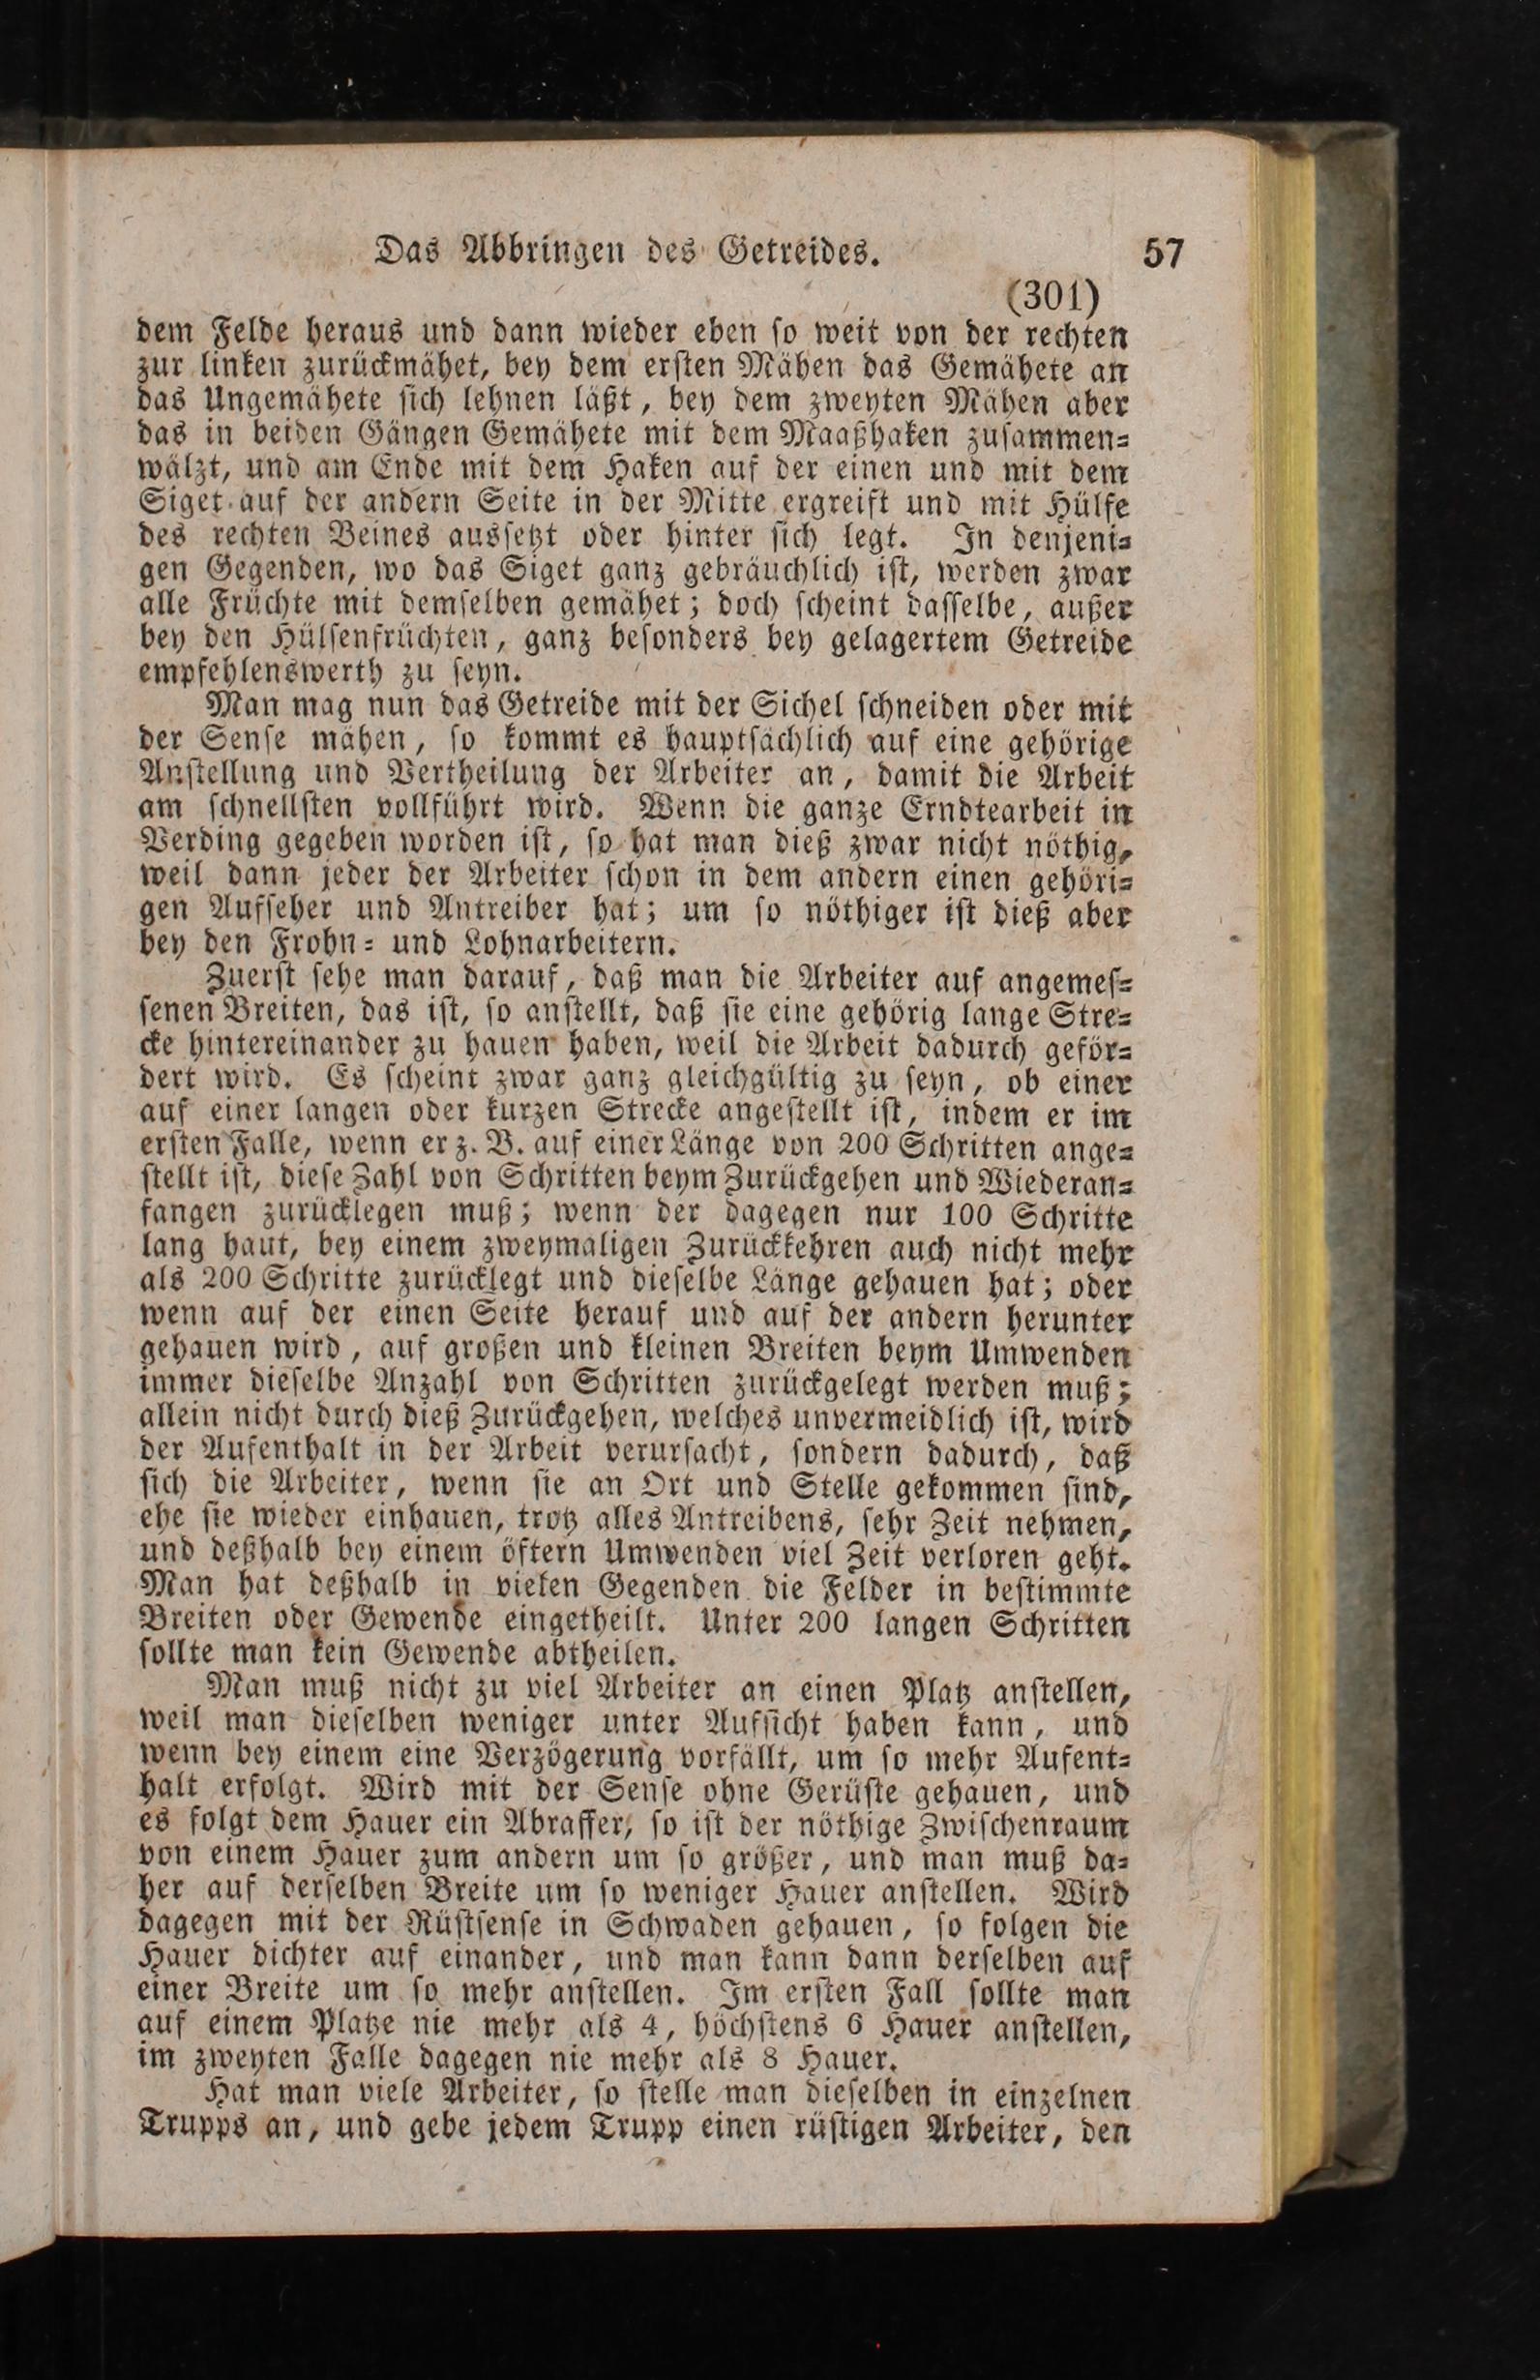 Das Abbringen des Getreides. 57
(301)
dem Felde heraus und dann wieder eben ſo weit von der rechten
zur linken zurückmähet, bey dem erſten Mähen das Gemähete an
das Ungemähete ſich lehnen läßt, bey dem zweyten Mähen aber
das in beiden Gängen Gemähete mit dem Maaßhaken zuſammen⸗
wälzt, und am Ende mit dem Haken auf der einen und mit dem
Siget auf der andern Seite in der Mitte ergreift und mit Hülfe
des rechten Beines ausſetzt oder hinter ſich legt. In denjeni⸗
gen Gegenden, wo das Siget ganz gebräuchlich iſt, werden zwar
alle Früchte mit demſelben gemähet; doch ſcheint daſſelbe, außer
bey den Hülſenfrüchten, ganz beſonders bey gelagertem Getreide
empfehlenswerth zu ſeyn.
Man mag nun das Getreide mit der Sichel ſchneiden oder mit
der Senſe mähen, ſo kommt es hauptſächlich auf eine gehörige
Anſtellung und Vertheilung der Arbeiter an, damit die Arbeit
am ſchnellſten vollführt wird. Wenn die ganze Erndtearbeit in
Verding gegeben worden iſt, ſo hat man dieß zwar nicht nöthig,
weil dann jeder der Arbeiter ſchon in dem andern einen gehöri⸗
gen Aufſeher und Antreiber hat; um ſo nöthiger iſt dieß aber
bey den Frohn⸗ und Lohnarbeitern.
Zuerſt ſehe man darauf, daß man die Arbeiter auf angemeſ⸗
ſenen Breiten, das iſt, ſo anſtellt, daß ſie eine gehörig lange Stre⸗
cke hintereinander zu hauen haben, weil die Arbeit dadurch geför⸗
dert wird. Es ſcheint zwar ganz gleichgültig zu ſeyn, ob einer
auf einer langen oder kurzen Strecke angeſtellt iſt, indem er im
erſten Falle, wenn er z. B. auf einer Länge von 200 Schritten ange⸗
ſtellt iſt, dieſe Zahl von Schritten beym Zurückgehen und Wiederan⸗
fangen zurücklegen muß; wenn der dagegen nur 100 Schritte
lang haut, bey einem zweymaligen Zurückkehren auch nicht mehr
als 200 Schritte zurücklegt und dieſelbe Länge gehauen hat; oder
wenn auf der einen Seite herauf und auf der andern herunter
gehauen wird, auf großen und kleinen Breiten beym Umwenden
immer dieſelbe Anzahl von Schritten zurückgelegt werden muß;
allein nicht durch dieß Zurückgehen, welches unvermeidlich iſt, wird
der Aufenthalt in der Arbeit verurſacht, ſondern dadurch, daß
ſich die Arbeiter, wenn ſie an Ort und Stelle gekommen ſind,
ehe ſie wieder einhauen, trotz alles Antreibens, ſehr Zeit nehmen,
und deßhalb bey einem öftern Umwenden viel Zeit verloren geht.
Man hat deßhalb in vielen Gegenden die Felder in beſtimmte
Breiten oder Gewende eingetheilt. Unter 200 langen Schritten
ſollte man kein Gewende abtheilen.
Man muß nicht zu viel Arbeiter an einen Platz anſtellen,
weil man dieſelben weniger unter Aufſicht haben kann, und
wenn bey einem eine Verzögerung vorfällt, um ſo mehr Aufent⸗
halt erfolgt. Wird mit der Senſe ohne Gerüſte gehauen, und
es folgt dem Hauer ein Abraffer, ſo iſt der nöthige Zwiſchenraum
von einem Hauer zum andern um ſo größer, und man muß da⸗
her auf derſelben Breite um ſo weniger Hauer anſtellen. Wird
dagegen mit der Rüſtſenſe in Schwaden gehauen, ſo folgen die
Hauer dichter auf einander, und man kann dann derſelben auf
einer Breite um ſo mehr anſtellen. Im erſten Fall ſollte man
auf einem Platze nie mehr als 4, höchſtens 6 Hauer anſtellen,
im zweyten Falle dagegen nie mehr als 8 Hauer.
Hat man viele Arbeiter, ſo ſtelle man dieſelben in einzelnen
Trupps an, und gebe jedem Trupp einen rüſtigen Arbeiter, den